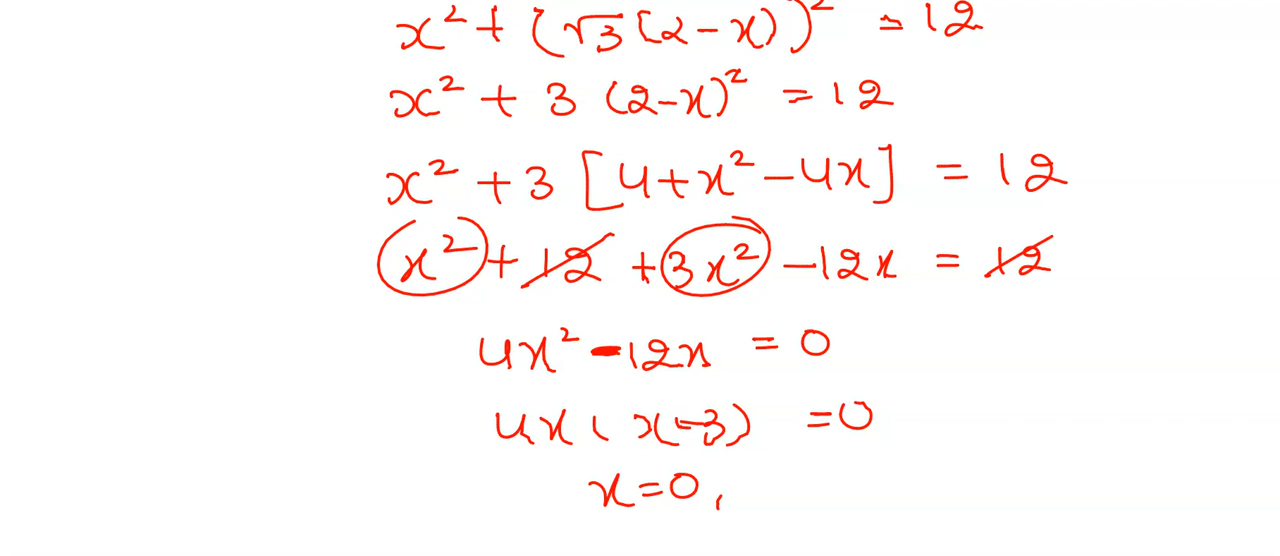 x² + (√3 (2-x))² = 12
x² + 3 (2-x)² = 12
x² + 3 [4+x²-4x] = 12
x² + 12 + 3x² - 12x = 12
4x² - 12x = 0
4x (x-3) = 0
x=0,